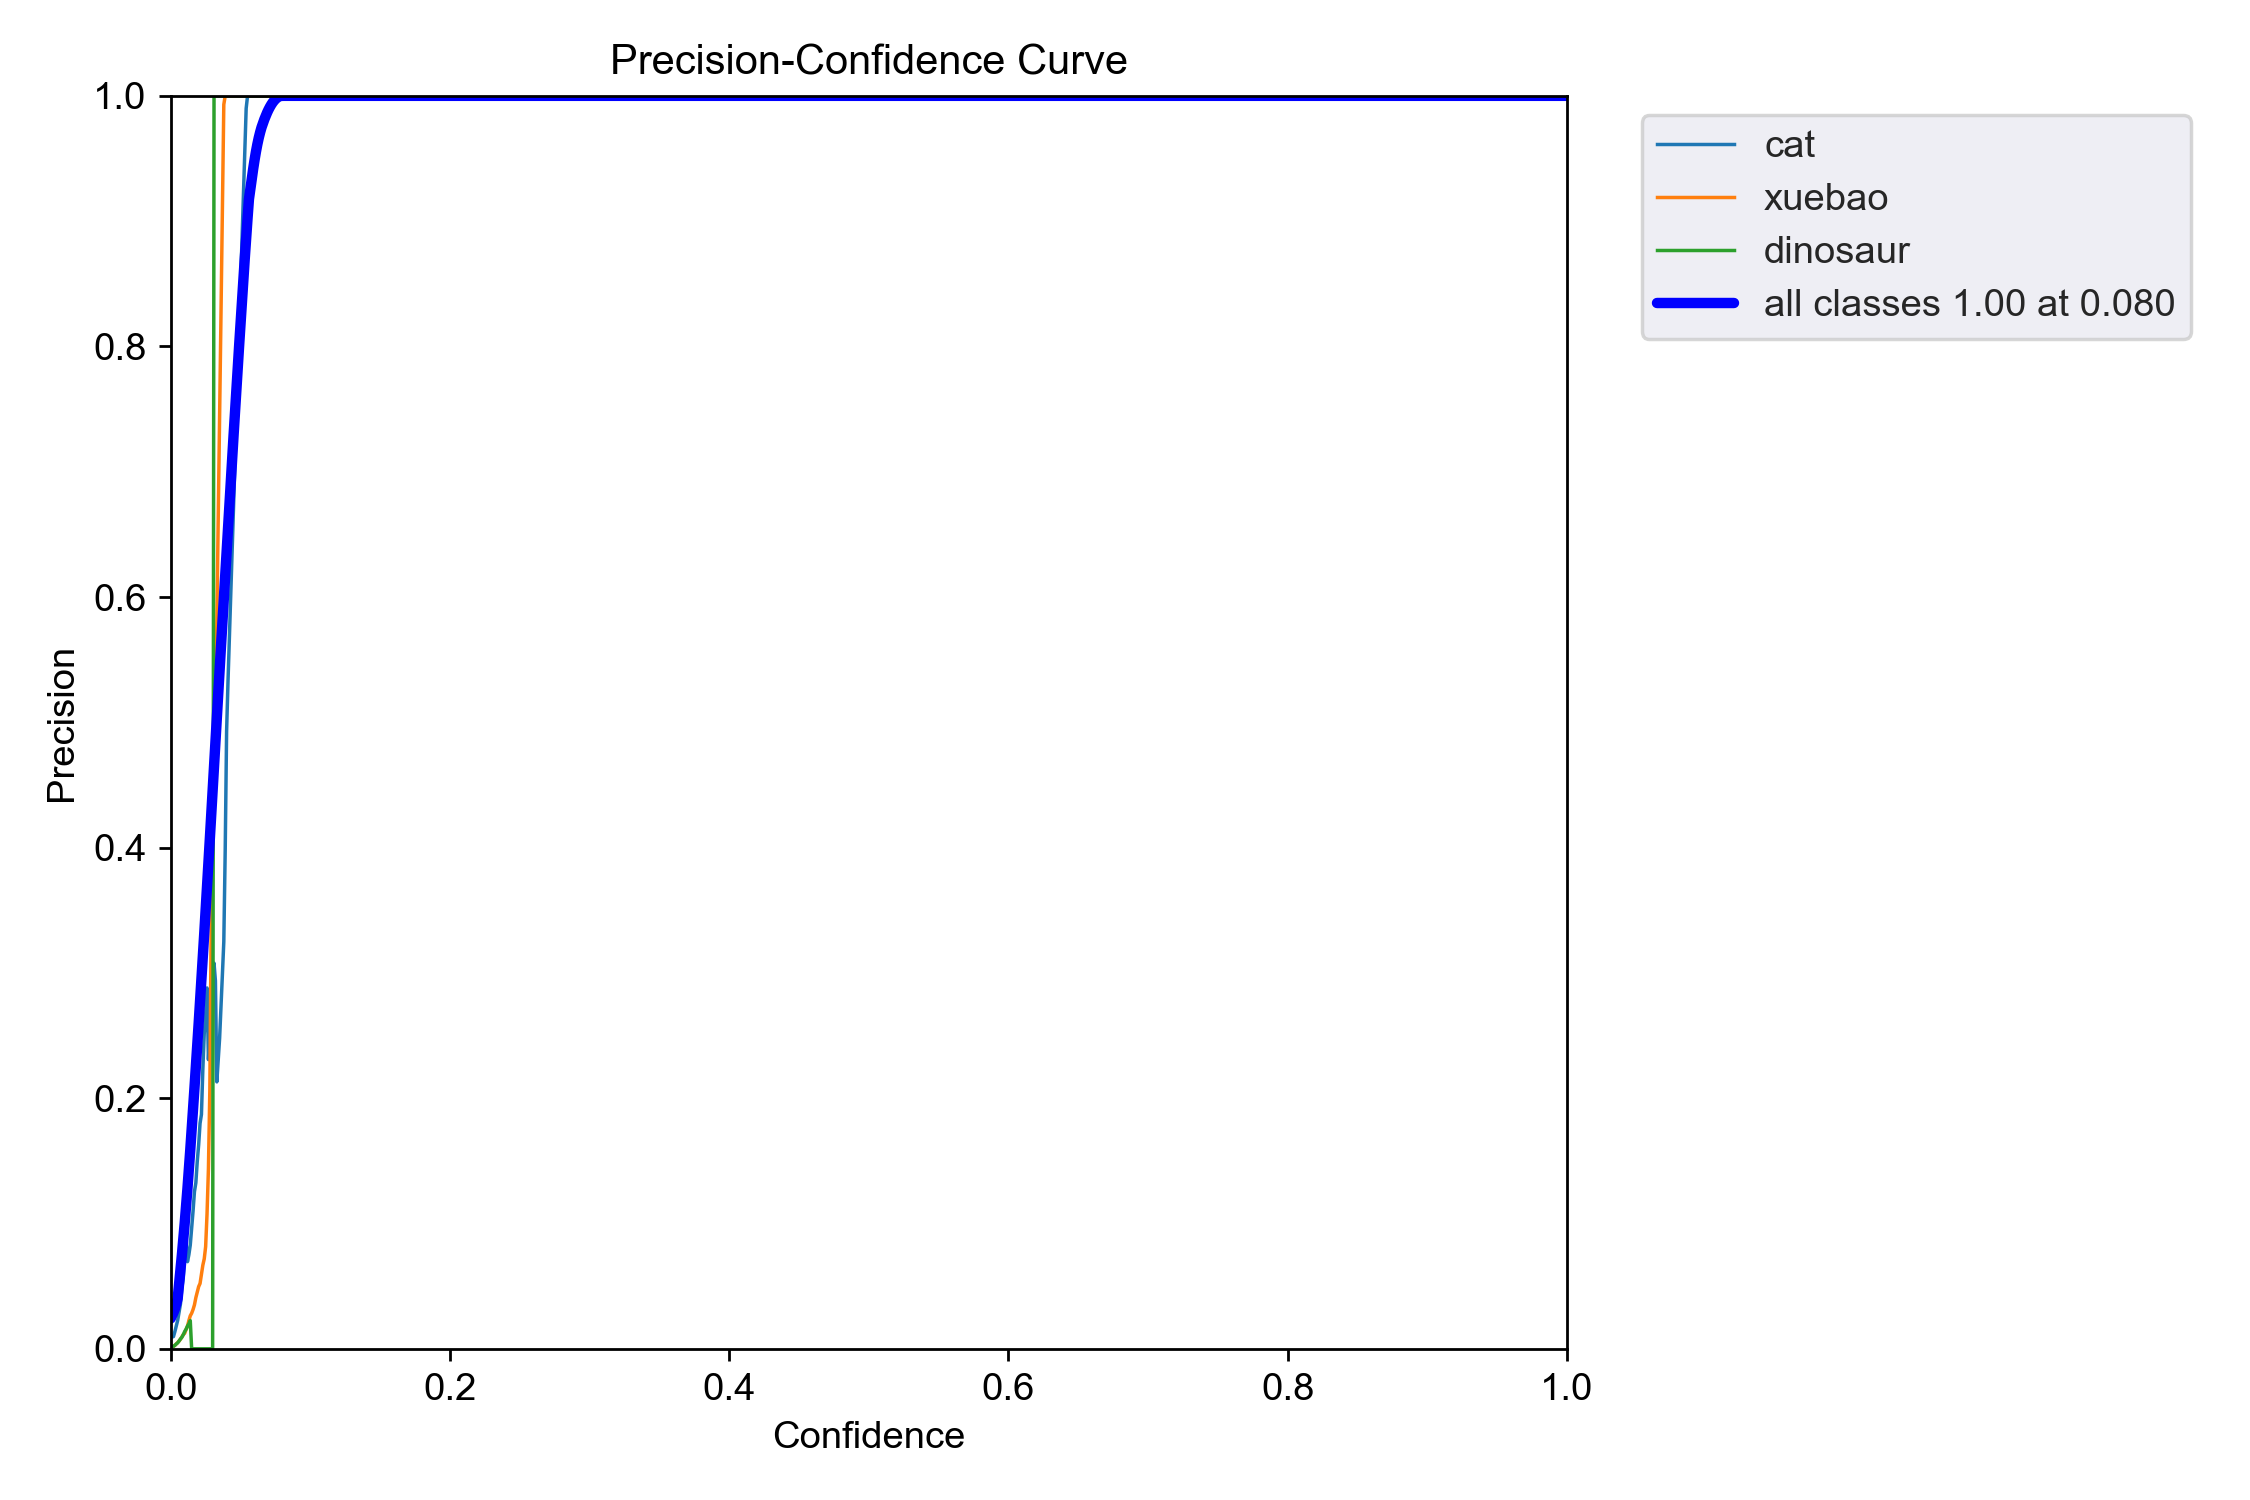 Precision-Confidence Curve
1.0
0.8
0.6
0.4
0.2
0.0
Precision
0.0 0.2 0.4 0.6 0.8 1.0
Confidence
cat
xuebao
dinosaur
all classes 1.00 at 0.080